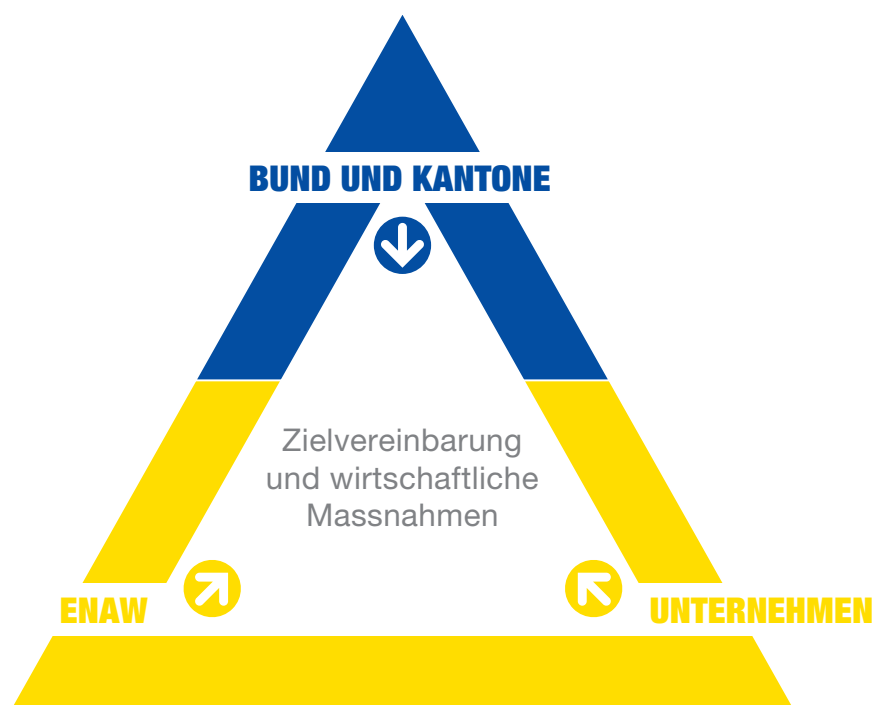 BUND UND KANTONE
Zielvereinbarung
und wirtschaftliche
Massnahmen
ENAW
UNTERNEHMEN